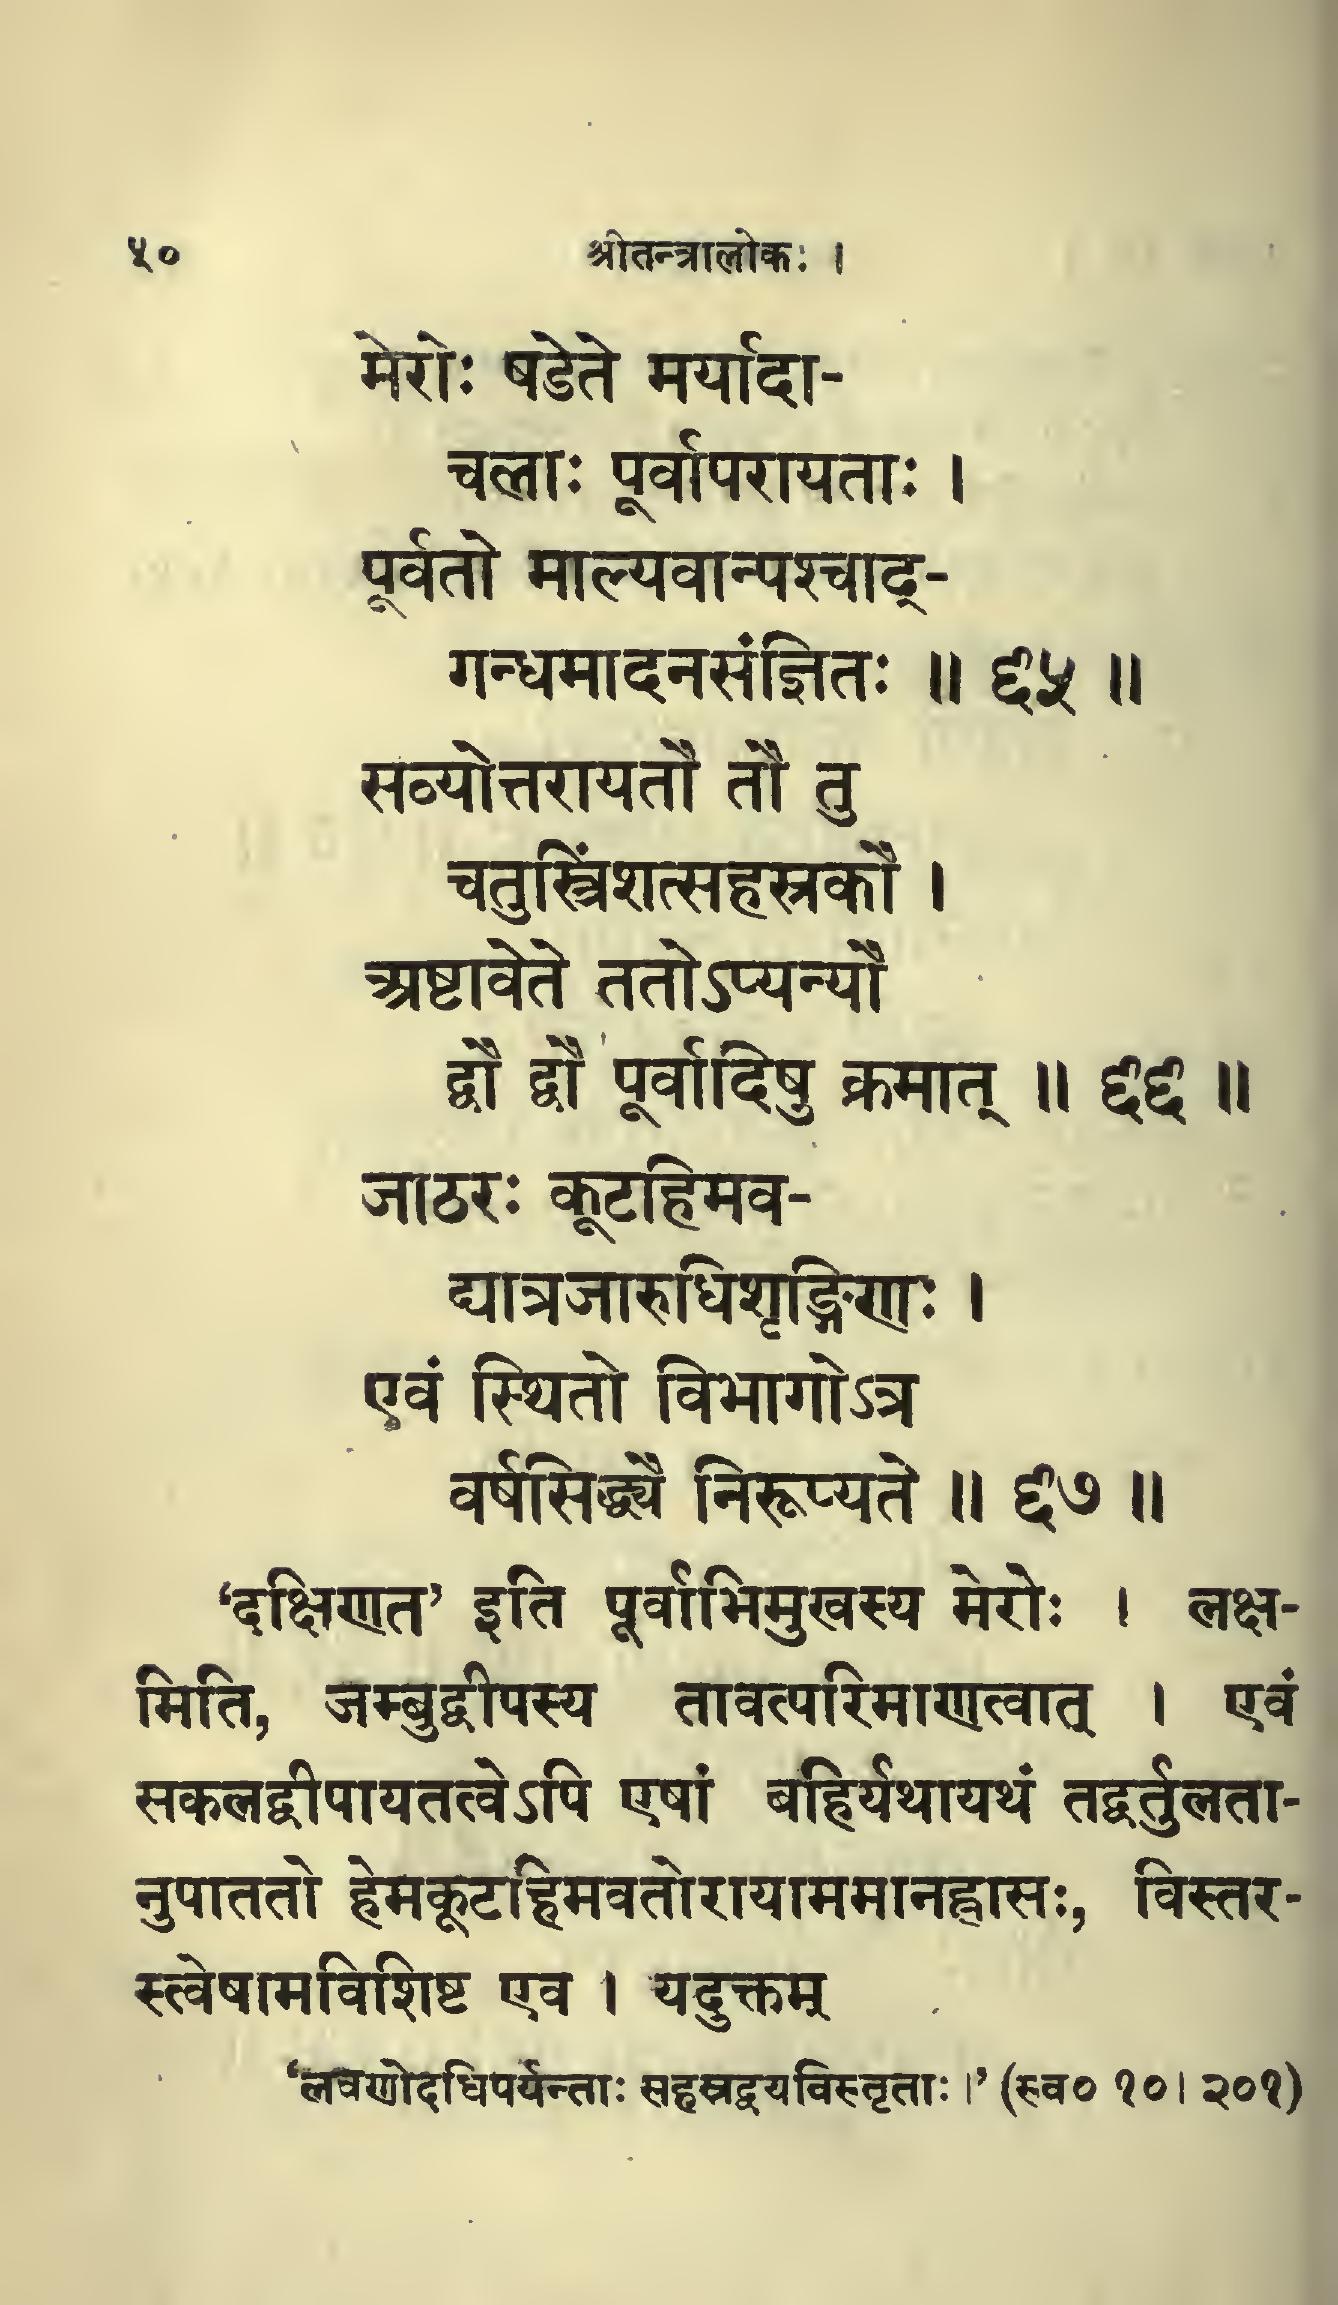 ५० श्रीतन्त्रालोकः ।
मेरोः षडेते मर्यादा-
चलाः पूर्वापरायताः ।
पूर्वतो माल्यवान्पश्चाद्-
गन्धमादनसंज्ञितः ॥ ६५ ॥
सव्योत्तरायतौ तौ तु
चतुस्त्रिंशत्सहस्रकौ ।
अष्टावेते ततोऽप्यन्यौ
द्वौ द्वौ पूर्वादिषु क्रमात् ॥ ६६ ॥
जाठरः कूटहिमव-
द्यात्रजारुधिशृङ्गिणः ।
एवं स्थितो विभागोऽत्र
वर्षसिद्ध्यै निरूप्यते ॥ ६७ ॥
‘दक्षिणत’ इति पूर्वाभिमुखस्य मेरोः । लक्ष-
मिति, जम्बुद्वीपस्य तावत्परिमाणत्वात् । एवं
सकलद्वीपायतत्वेऽपि एषां बहिर्यथायथं तद्वर्तुलता-
नुपाततो हेमकूटहिमवतोरायाममानह्रासः, विस्तर-
स्त्वेषामविशिष्ट एव । यदुक्तम्
‘लवणोदधिपर्यन्ताः सहस्रद्वयविस्तृताः ।’ (स्व० १०। २०१)